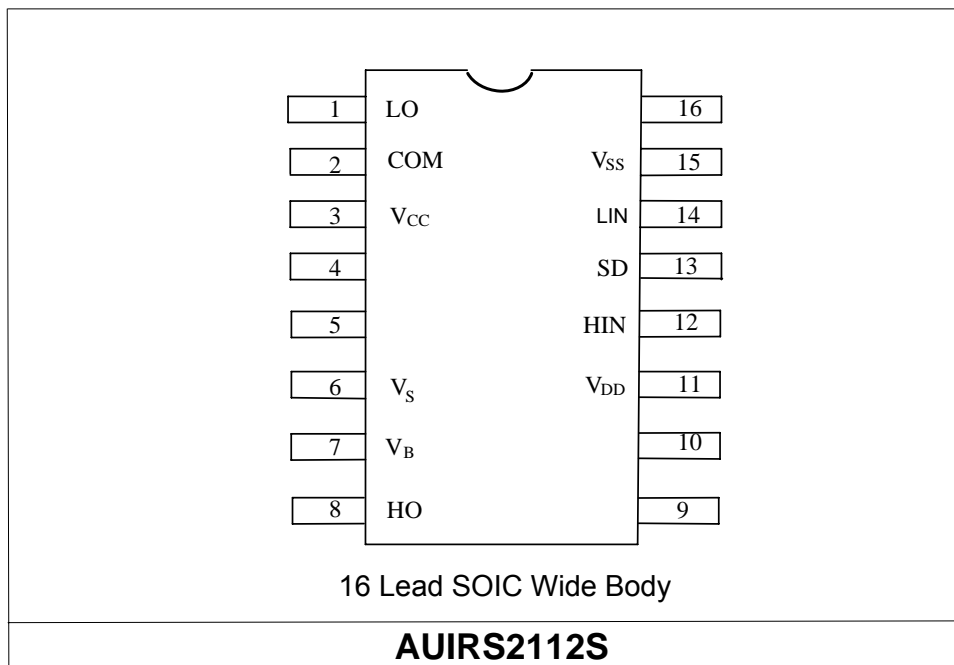 1 LO 16
2 COM VSS 15
3 VCC LIN 14
4 SD 13
5 HIN 12
6 VS VDD 11
7 VB 10
8 HO 9
16 Lead SOIC Wide Body
AUIRS2112S